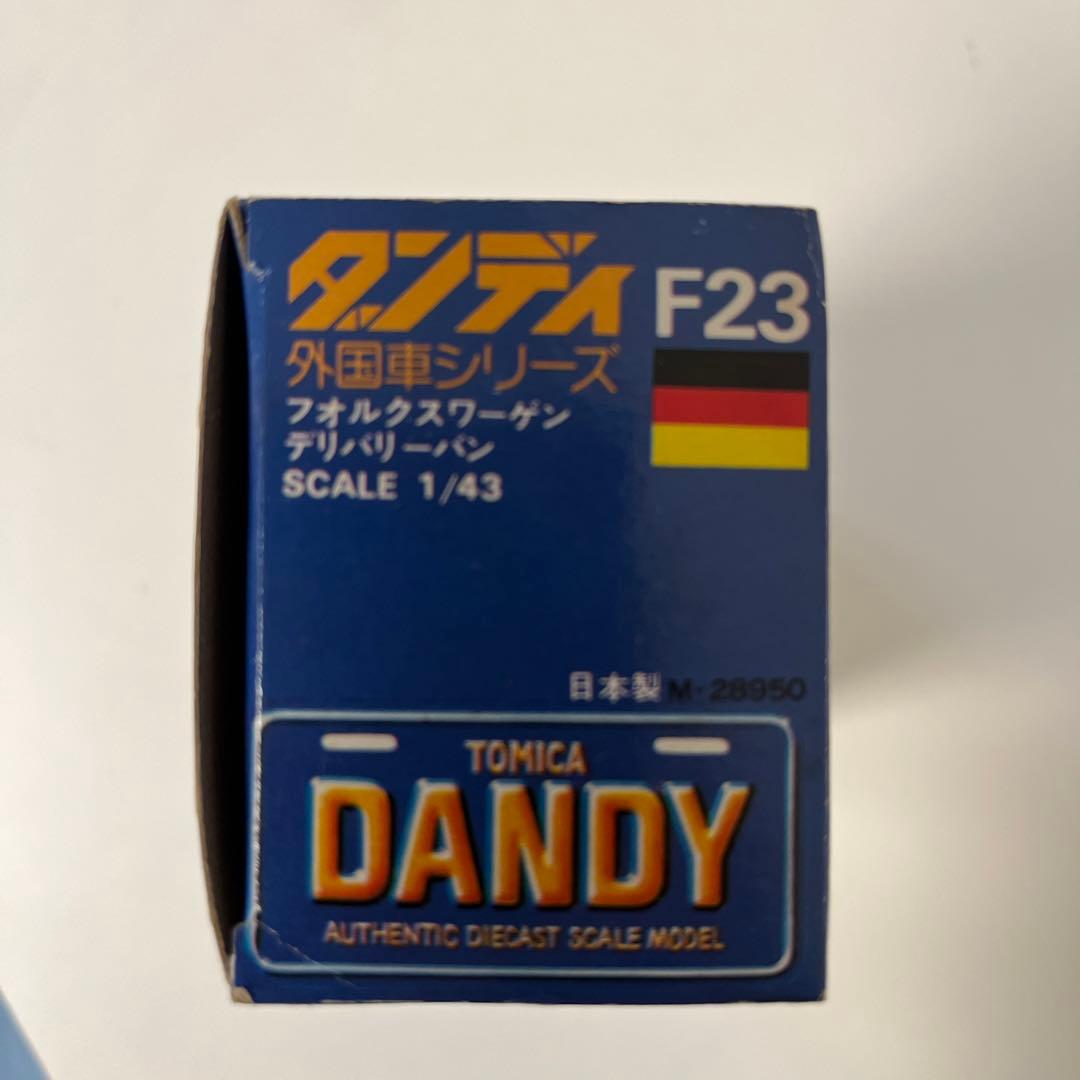 ダンディ F23
外国車シリーズ
フオルクスワーゲン
デリバリーバン
SCALE 1/43
日本製 M・28950
TOMICA
DANDY
AUTHENTIC DIECAST SCALE MODEL